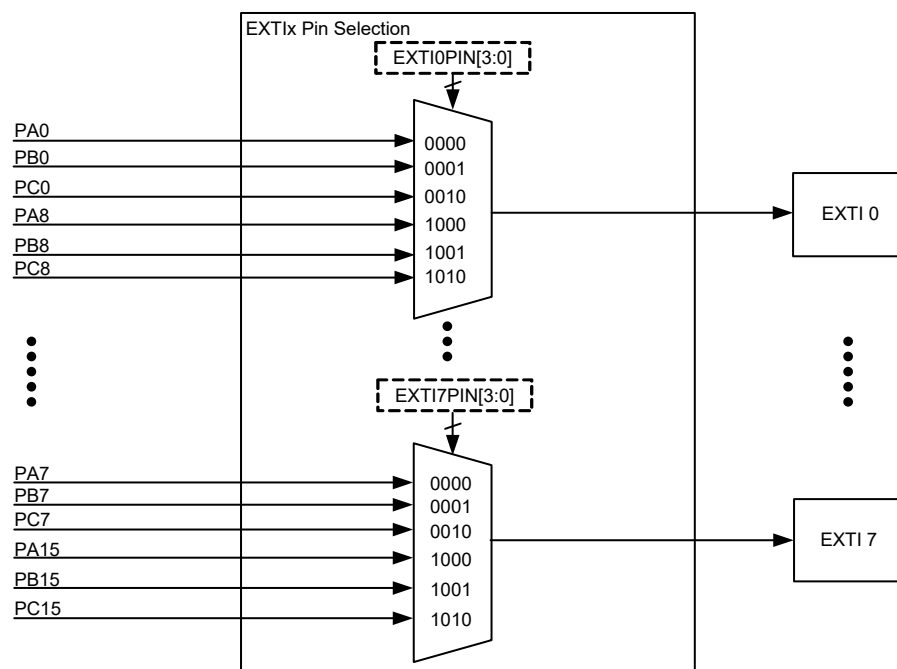 EXTIx Pin Selection
EXTI0PIN[3:0]
PA0
0000
PB0
0001
PC0
0010
PA8
1000
PB8
1001
PC8
1010
EXTI 0
EXTI7PIN[3:0]
PA7
0000
PB7
0001
PC7
0010
PA15
1000
PB15
1001
PC15
1010
EXTI 7